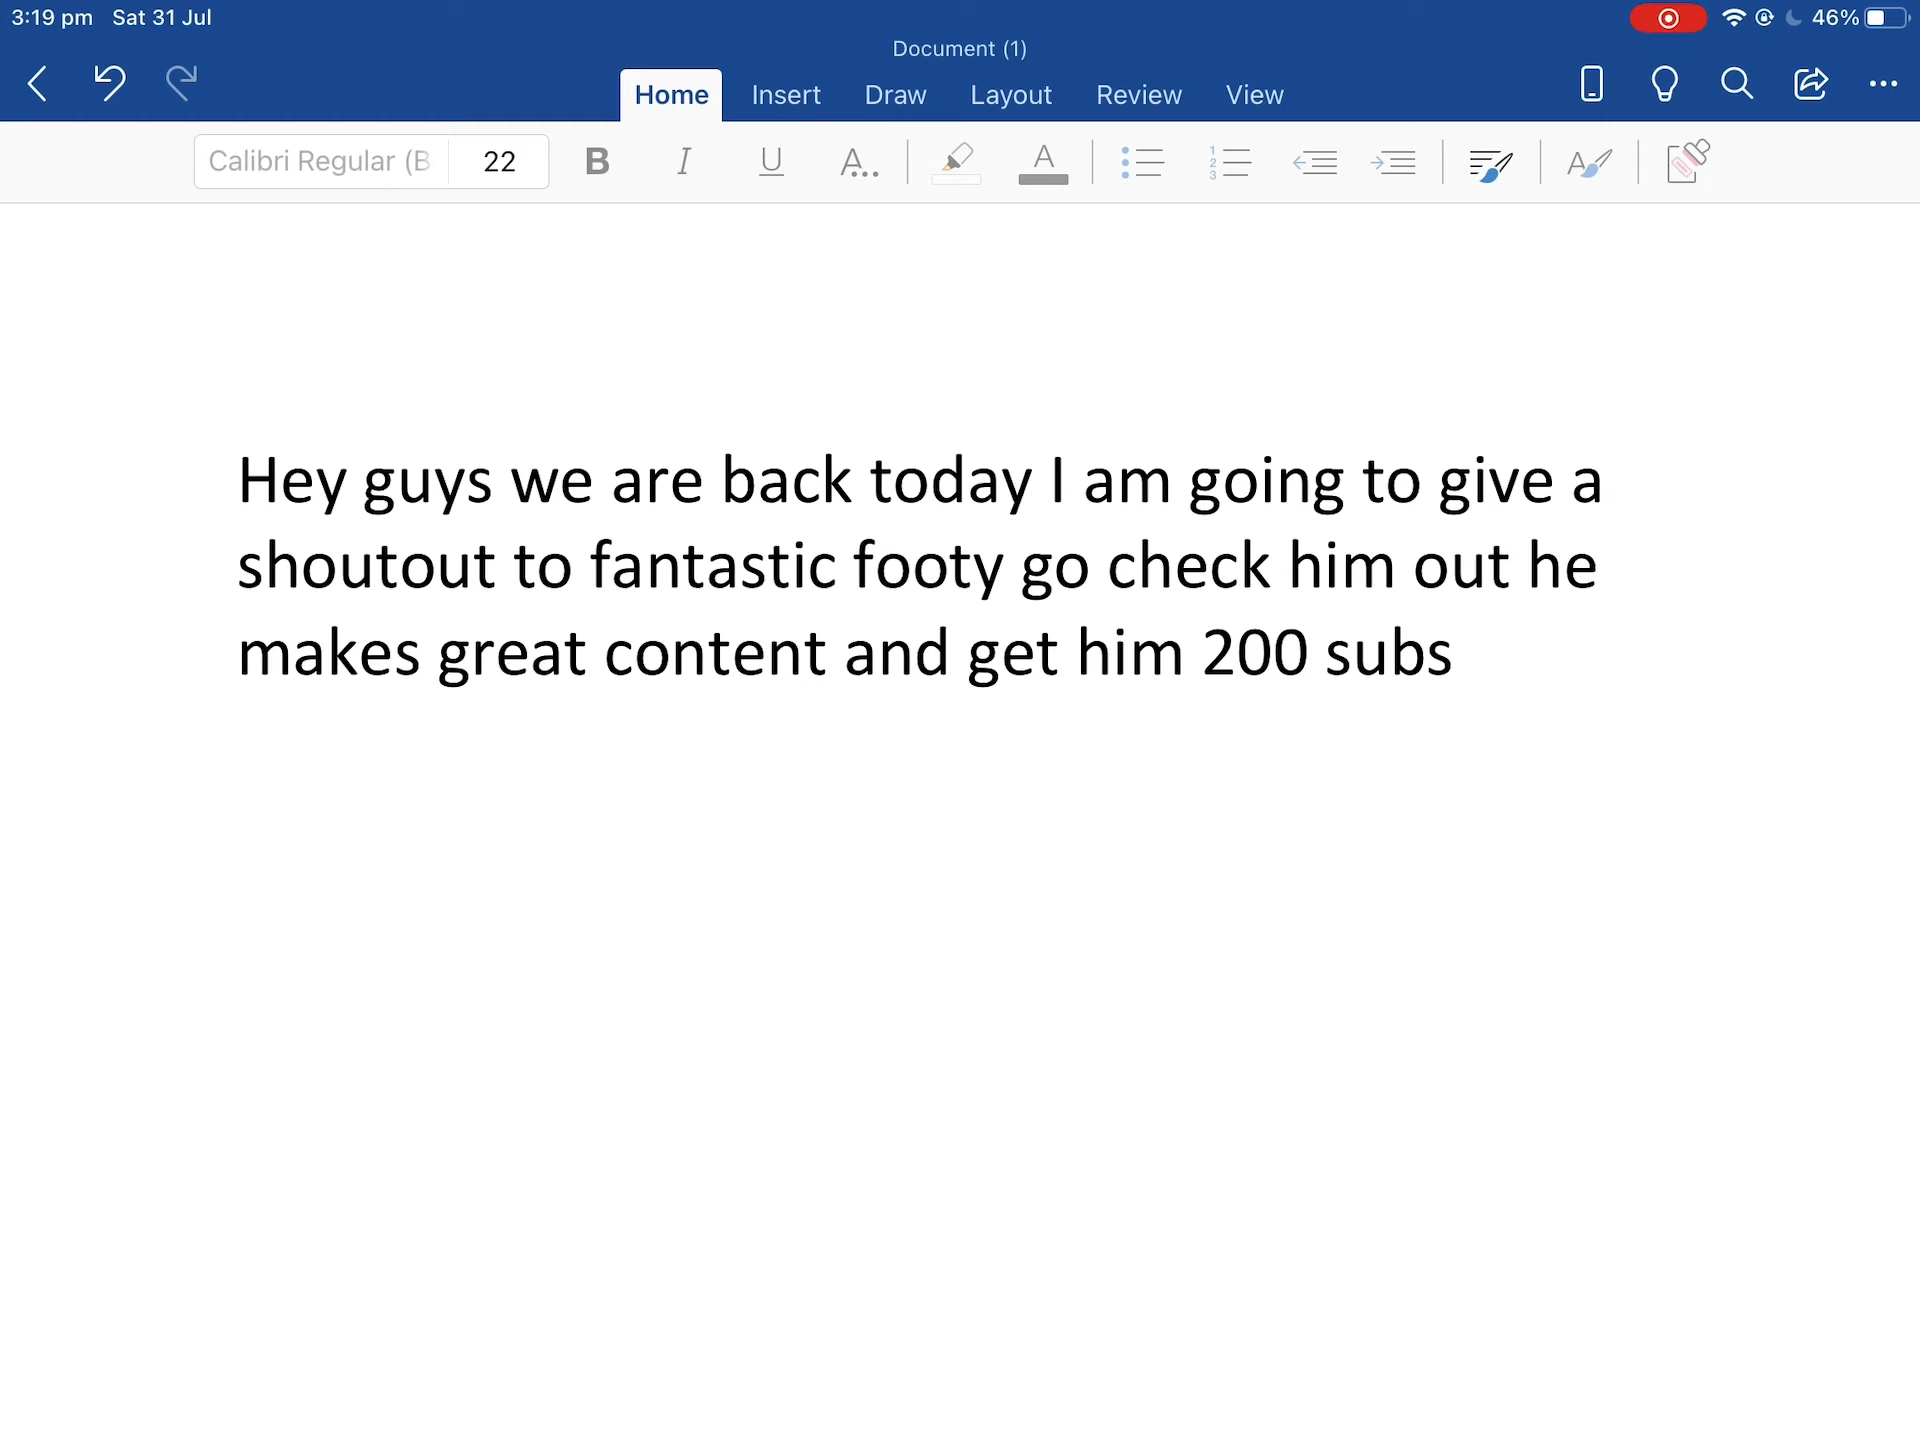 3:19 pm Sat 31 Jul 46%
Document (1)
Home Insert Draw Layout Review View
Calibri Regular (B 22 B I U A... A A
Hey guys we are back today I am going to give a
shoutout to fantastic footy go check him out he
makes great content and get him 200 subs